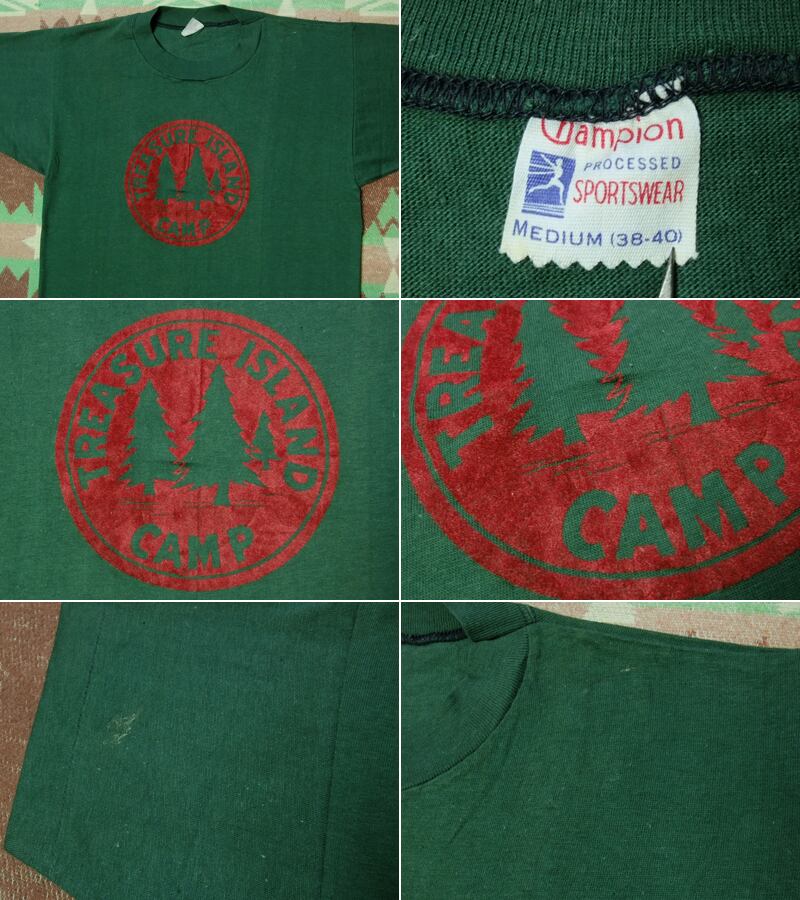 TREASURE ISLAND
CAMP
Champion
PROCESSED
SPORTSWEAR
MEDIUM (38-40)
TREASURE ISLAND
CAMP
TREA
CAMP